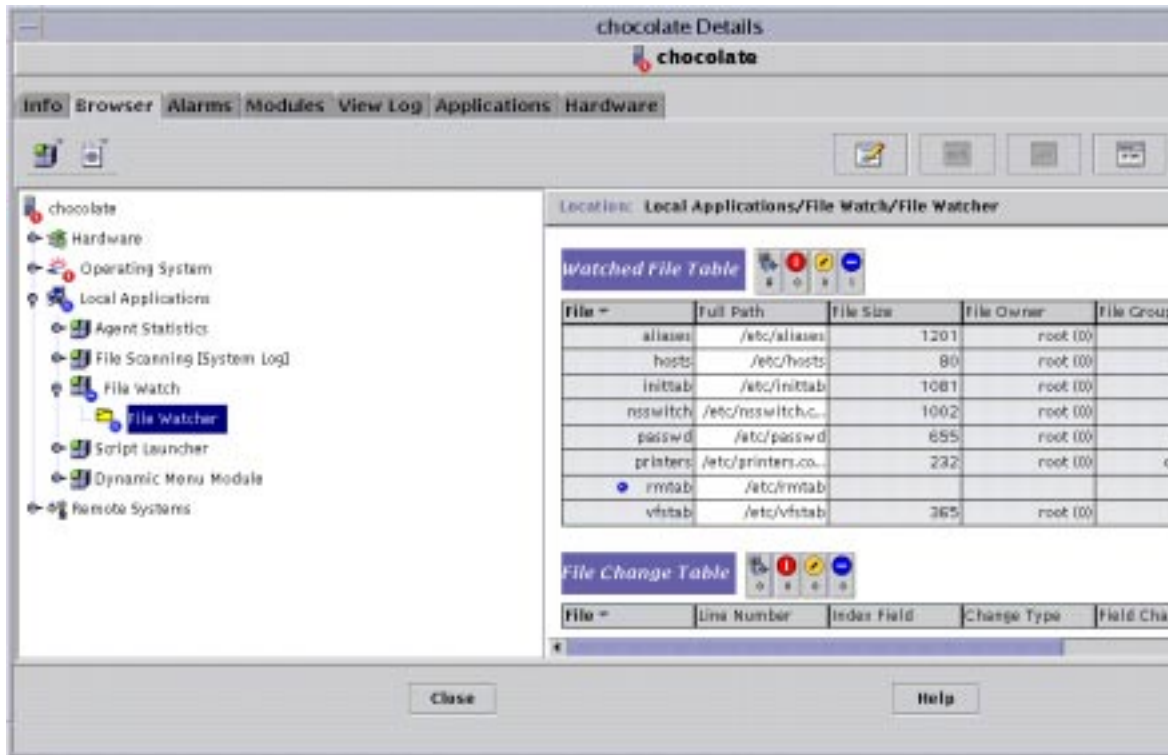 chocolate Details
chocolate
Info Browser Alarms Modules View Log Applications Hardware
chocolate
Hardware
Operating System
Local Applications
Agent Statistics
File Scanning [System Log]
File Watch
File Watcher
Script Launcher
Dynamic Menu Module
Remote Systems
Location: Local Applications/File Watch/File Watcher
Watched File Table
File Full Path File Size File Owner File Grou
aliases /etc/aliases 1201 root (0)
hosts /etc/hosts 80 root (0)
inittab /etc/inittab 1081 root (0)
nsswitch /etc/nsswitch.c... 1002 root (0)
passwd /etc/passwd 655 root (0)
printers /etc/printers.co... 232 root (0)
rmtab /etc/rmtab
vfstab /etc/vfstab 365 root (0)
File Change Table
File Line Number Index Field Change Type Field Cha
Close Help